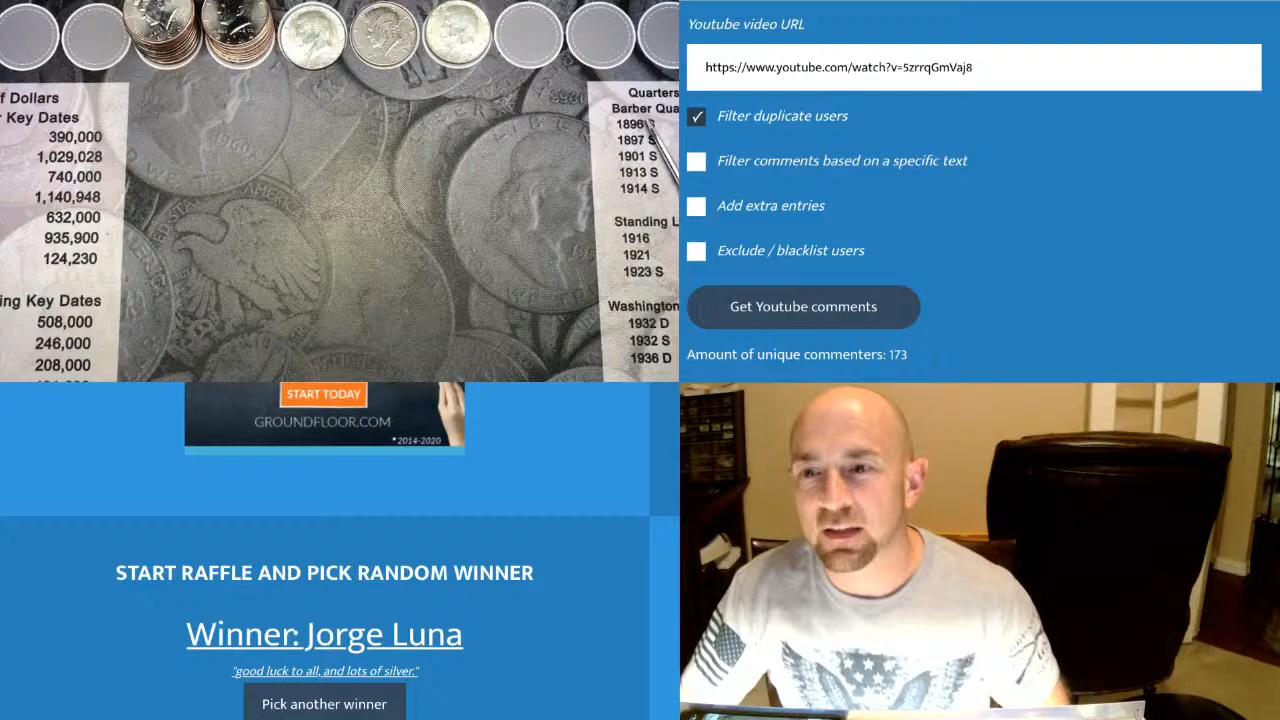 f Dollars
r Key Dates
390,000
1,029,028
740,000
1,140,948
632,000
935,900
124,230
ing Key Dates
508,000
246,000
208,000
Quarters
Barber Qua
1896 S
1897 S
1901 S
1913 S
1914 S
Standing L
1916
1921
1923 S
Washington
1932 D
1932 S
1936 D
Youtube video URL
https://www.youtube.com/watch?v=5zrrqGmVaj8
Filter duplicate users
Filter comments based on a specific text
Add extra entries
Exclude / blacklist users
Get Youtube comments
Amount of unique commenters: 173
START TODAY
GROUNDFLOOR.COM
*2014-2020
START RAFFLE AND PICK RANDOM WINNER
Winner: Jorge Luna
"good luck to all, and lots of silver."
Pick another winner